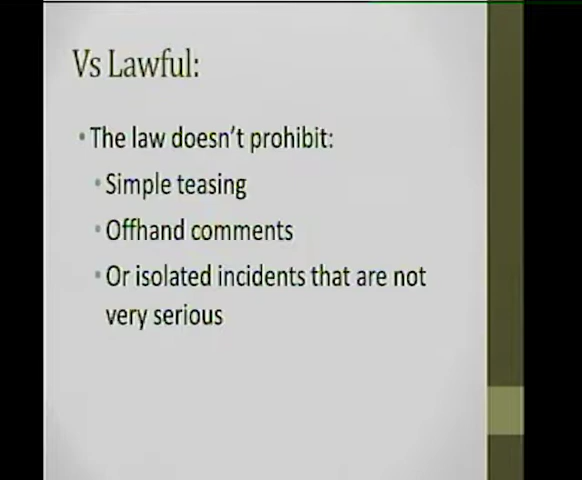 Vs Lawful:
•The law doesn't prohibit:
•Simple teasing
•Offhand comments
•Or isolated incidents that are not
very serious